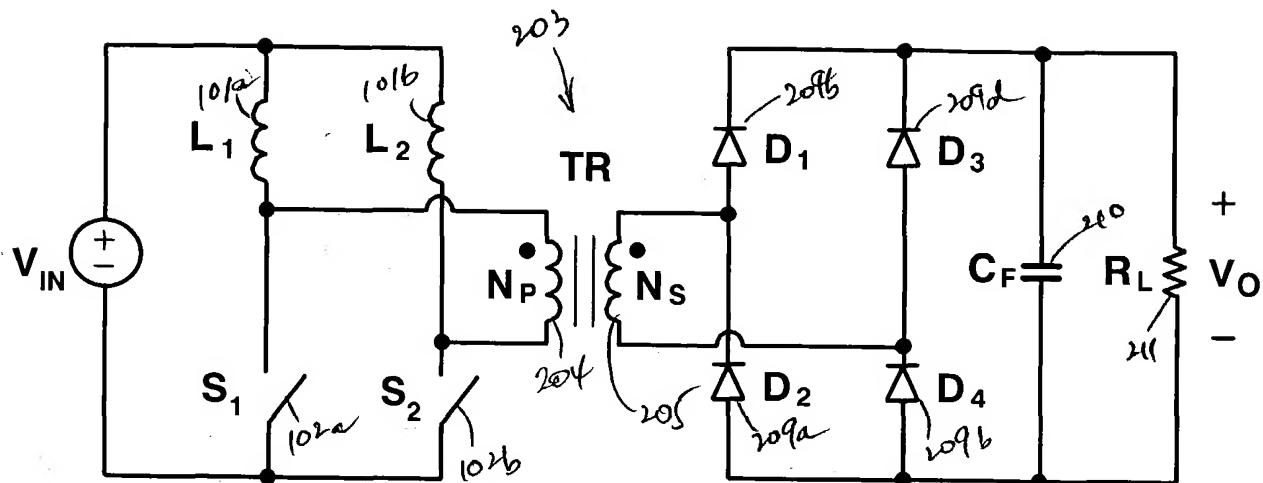 203
101a
101b
209b
209d
L1
L2
TR
D1
D3
+
−
VIN
+
210
NP
NS
CF
RL
VO
−
211
S1
S2
204
205
D2
D4
102a
102b
209a
209b